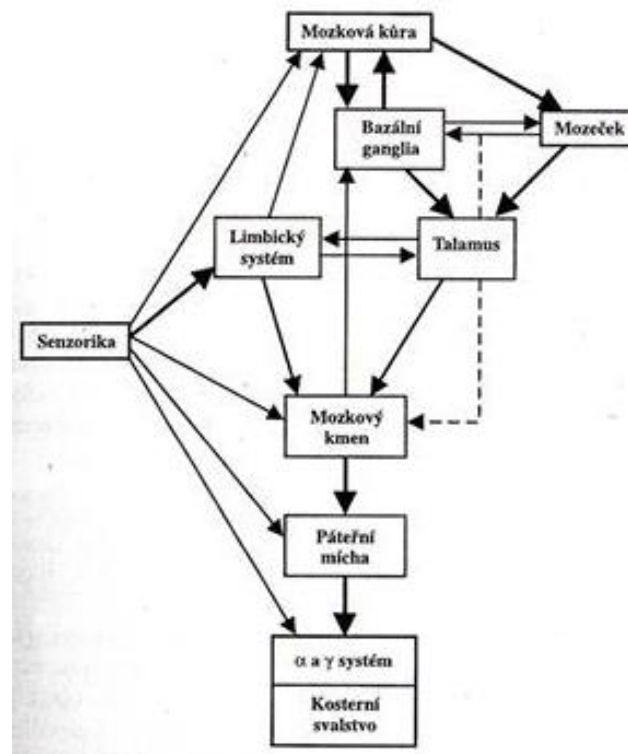 Mozková kůra
Bazální
ganglia
Mozeček
Limbický
systém
Talamus
Senzorika
Mozkový
kmen
Páteřní
mícha
α a γ systém
Kosterní
svalstvo